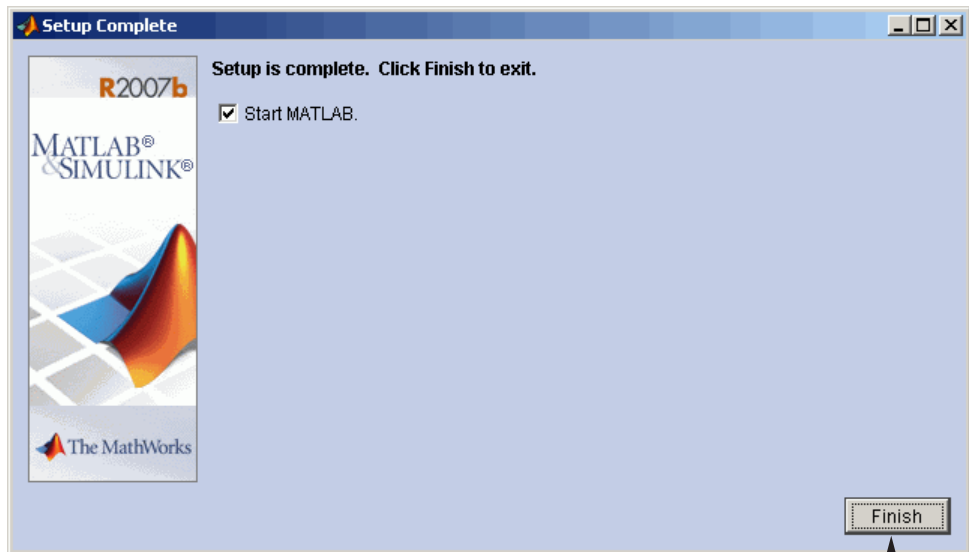 Setup Complete
R2007b
MATLAB®
&SIMULINK®
The MathWorks
Setup is complete. Click Finish to exit.
Start MATLAB.
Finish